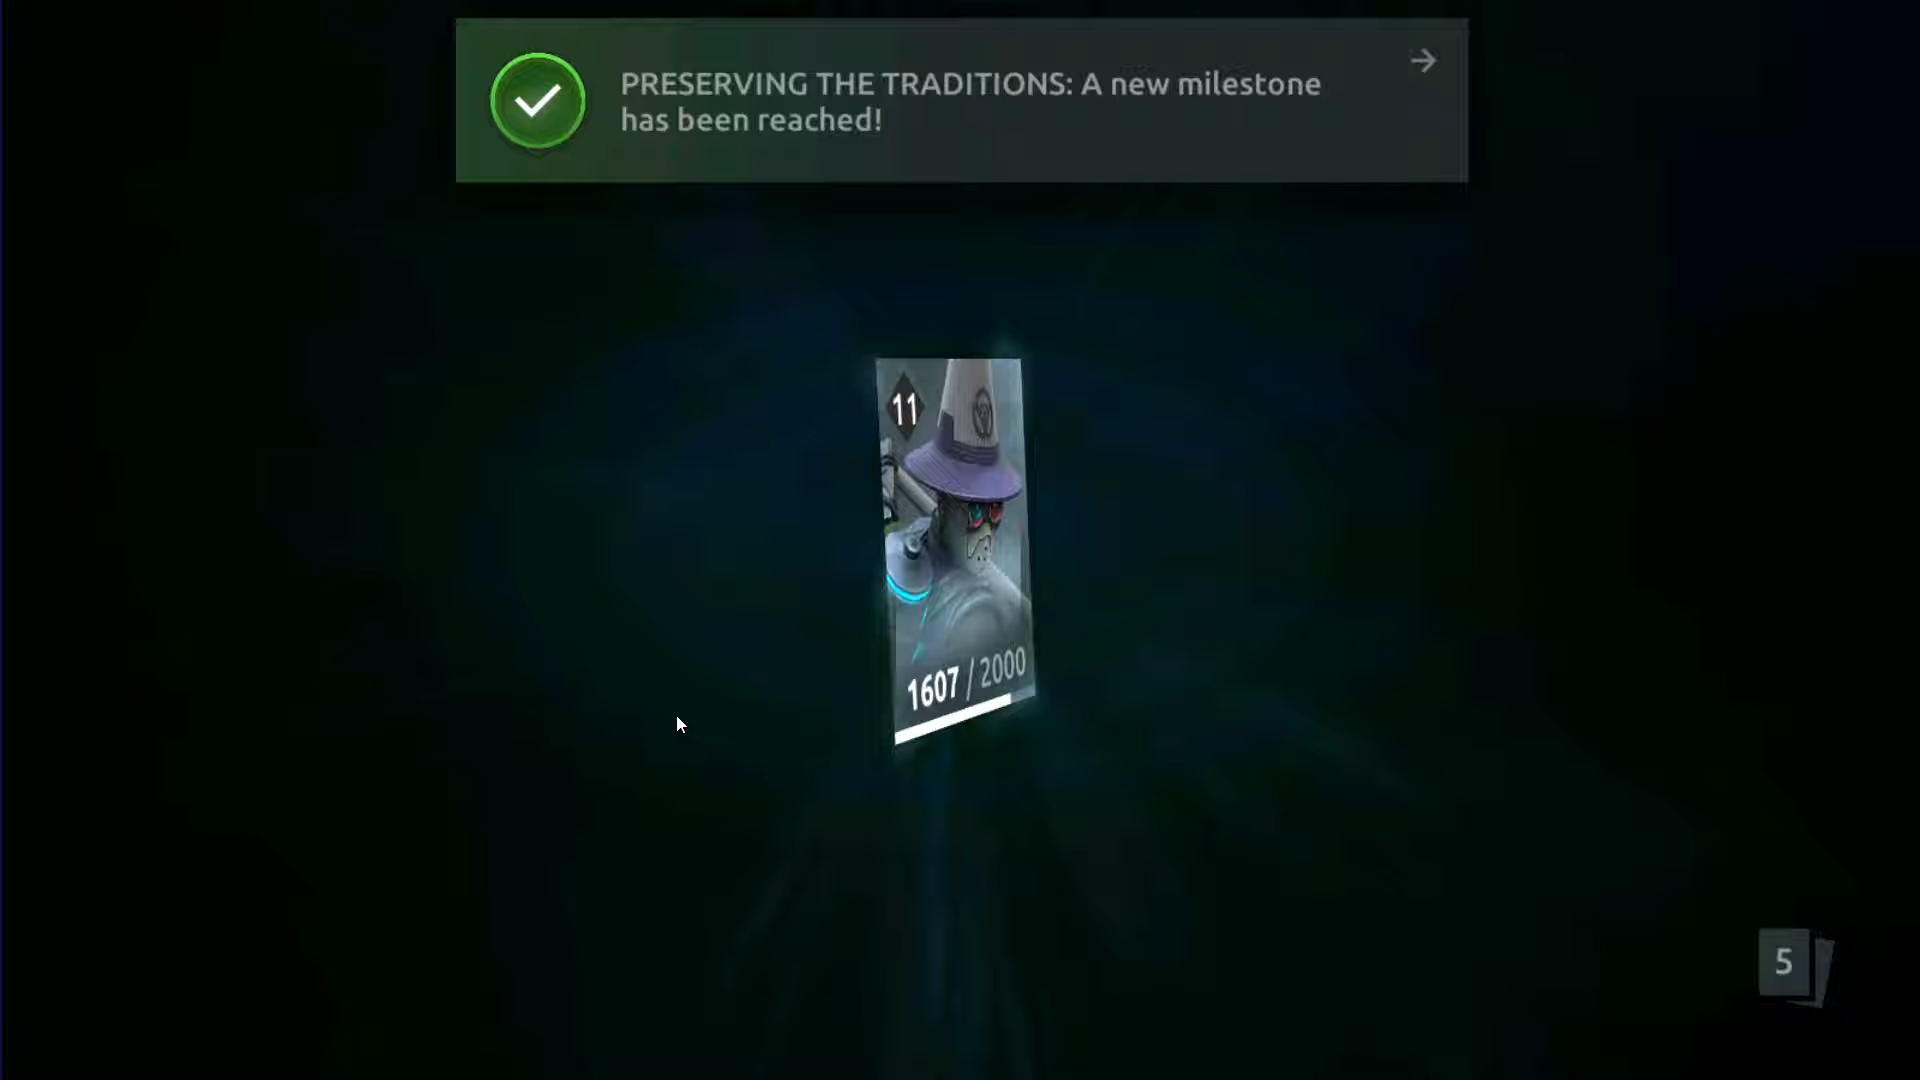 PRESERVING THE TRADITIONS: A new milestone
has been reached!
11
1607 / 2000
5